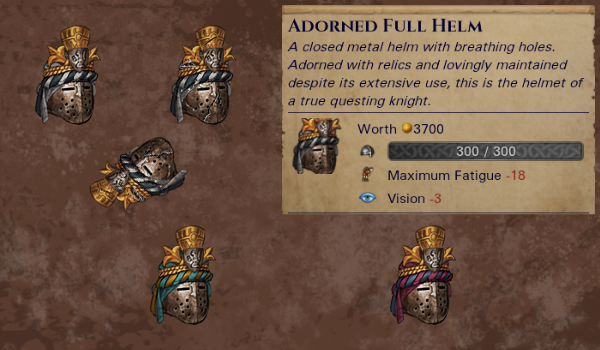 Adorned Full Helm
A closed metal helm with breathing holes.
Adorned with relics and lovingly maintained
despite its extensive use, this is the helmet of
a true questing knight.
Worth 3700
300 / 300
Maximum Fatigue -18
Vision -3